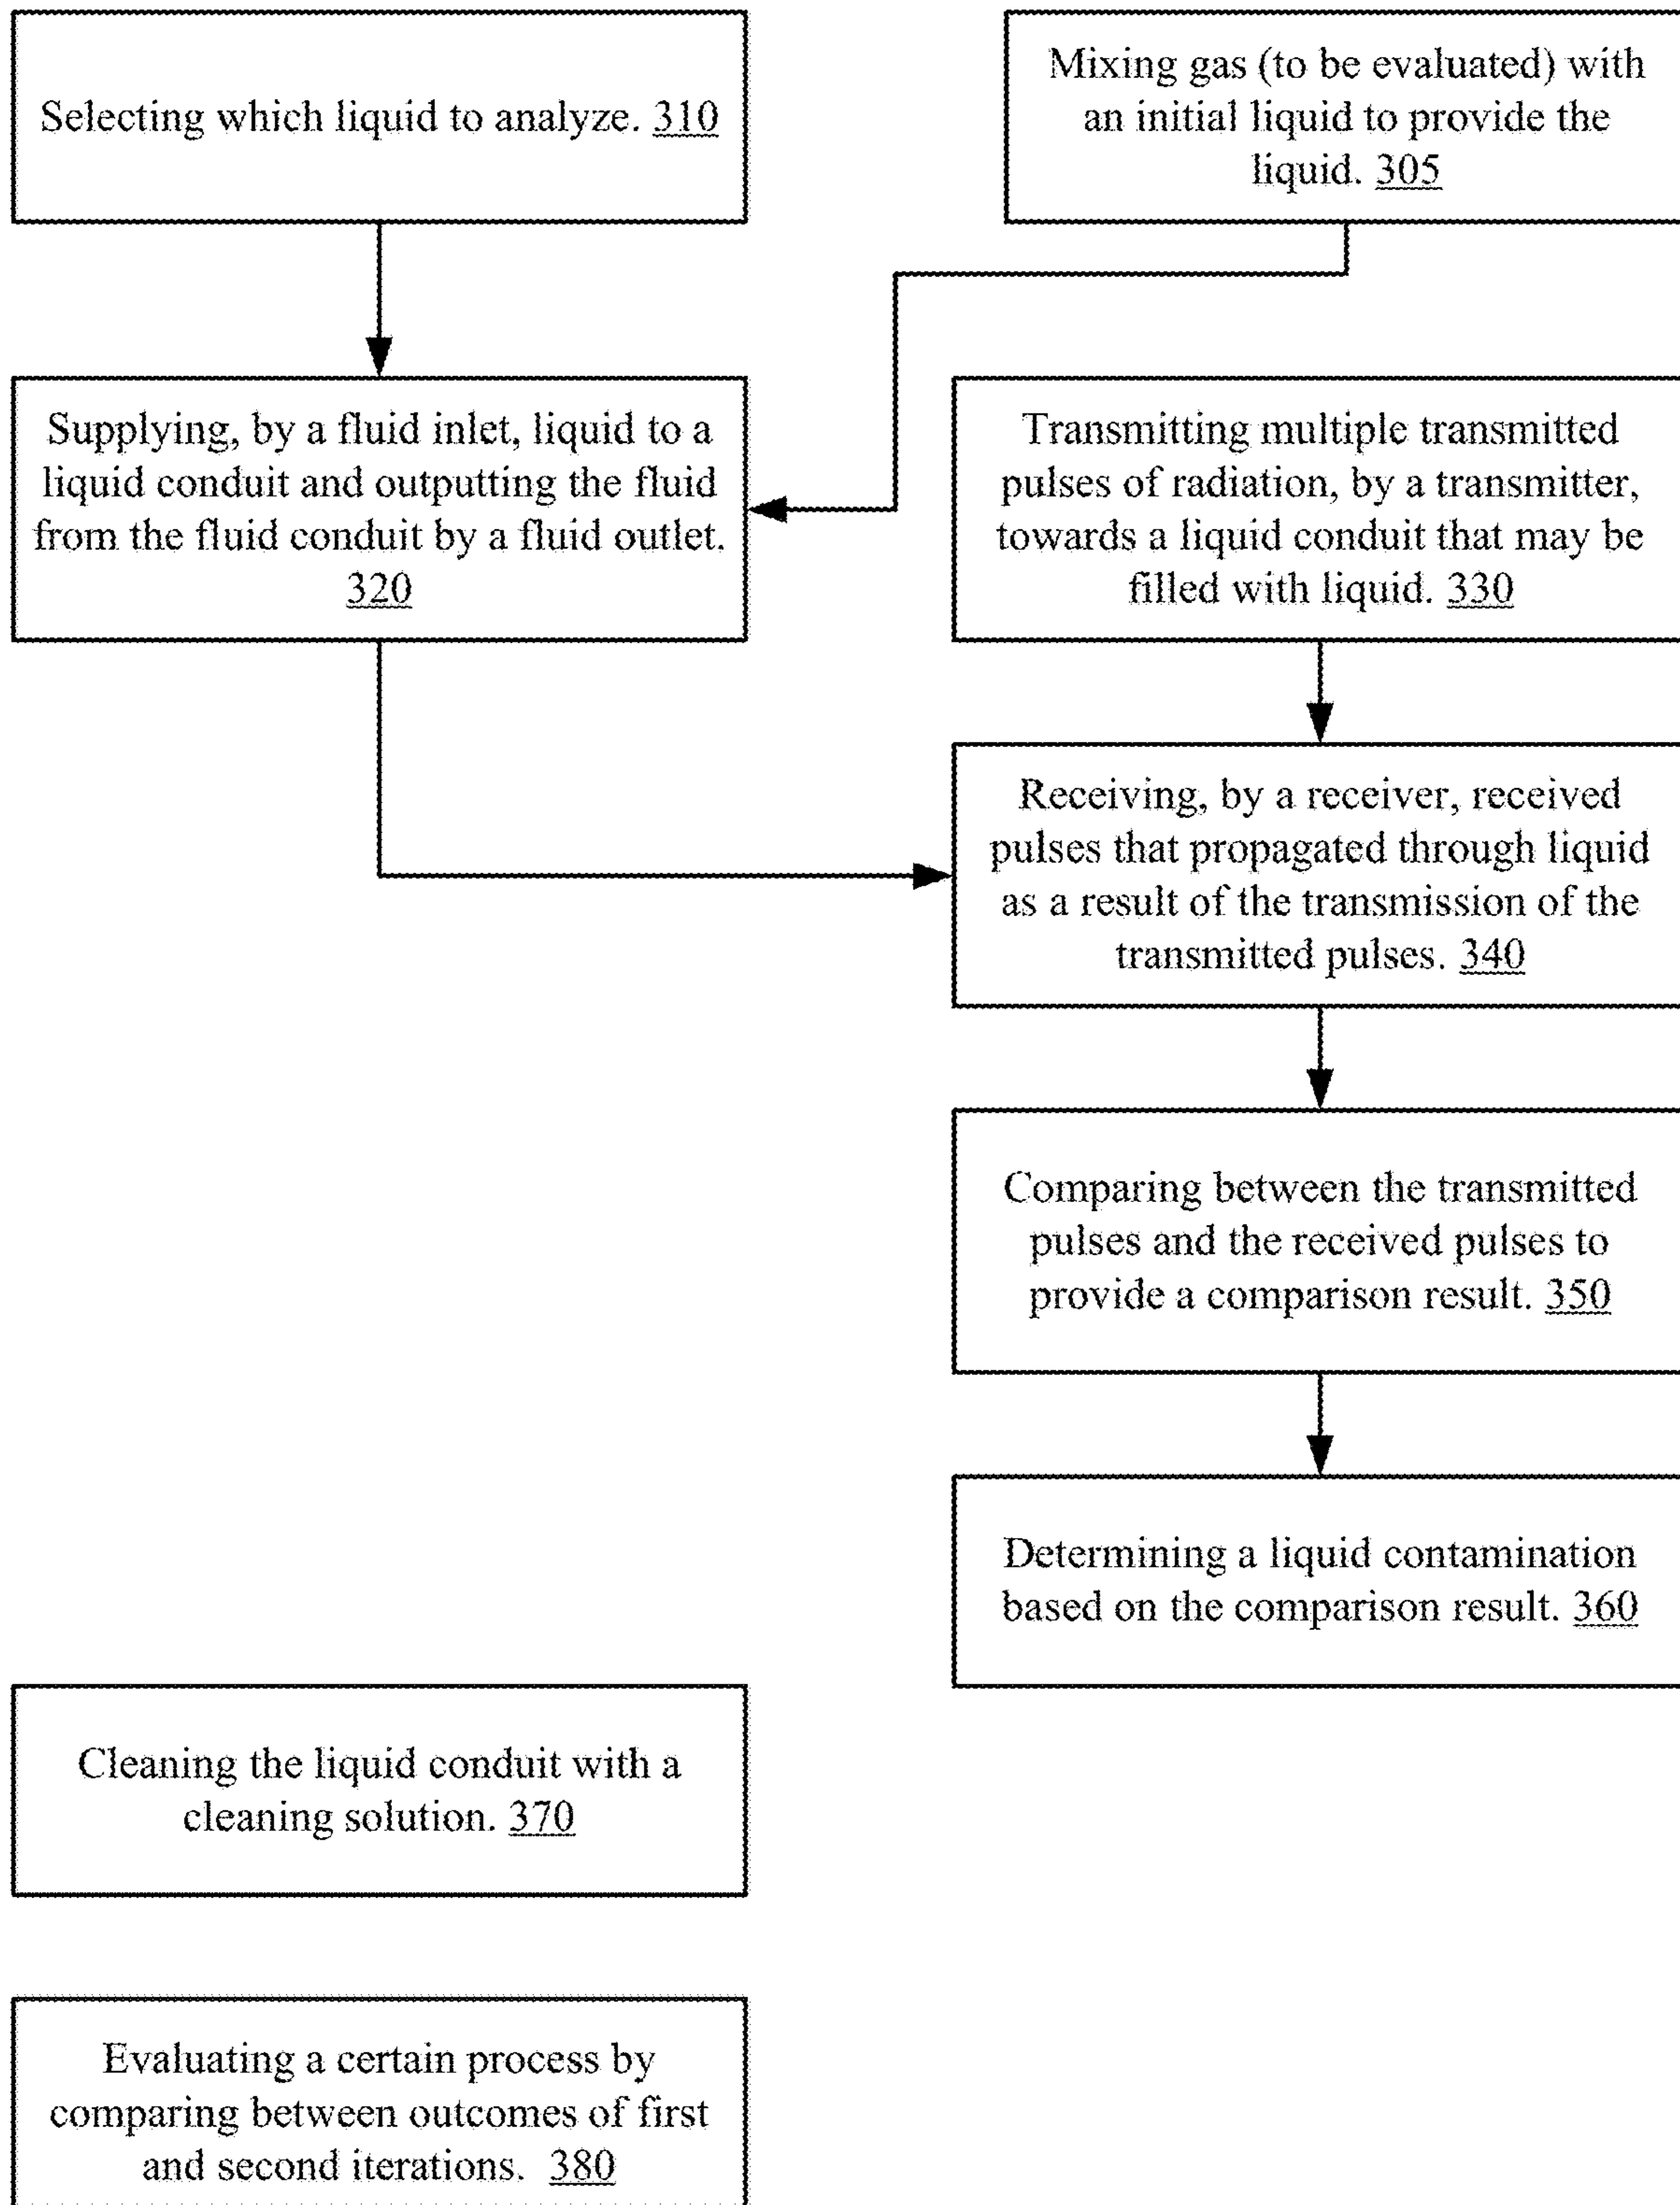 Selecting which liquid to analyze. 310
Mixing gas (to be evaluated) with
an initial liquid to provide the
liquid. 305
Supplying, by a fluid inlet, liquid to a
liquid conduit and outputting the fluid
from the fluid conduit by a fluid outlet.
320
Transmitting multiple transmitted
pulses of radiation, by a transmitter,
towards a liquid conduit that may be
filled with liquid. 330
Receiving, by a receiver, received
pulses that propagated through liquid
as a result of the transmission of the
transmitted pulses. 340
Comparing between the transmitted
pulses and the received pulses to
provide a comparison result. 350
Determining a liquid contamination
based on the comparison result. 360
Cleaning the liquid conduit with a
cleaning solution. 370
Evaluating a certain process by
comparing between outcomes of first
and second iterations. 380